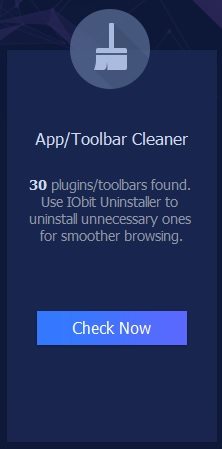 App/Toolbar Cleaner
30 plugins/toolbars found.
Use IObit Uninstaller to
uninstall unnecessary ones
for smoother browsing.
Check Now